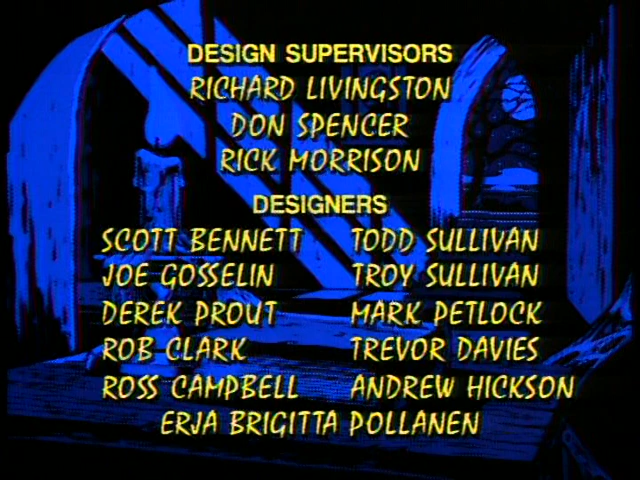 DESIGN SUPERVISORS
RICHARD LIVINGSTON
DON SPENCER
RICK MORRISON
DESIGNERS
SCOTT BENNETT TODD SULLIVAN
JOE GOSSELIN TROY SULLIVAN
DEREK PROUT MARK PETLOCK
ROB CLARK TREVOR DAVIES
ROSS CAMPBELL ANDREW HICKSON
ERJA BRIGITTA POLLANEN